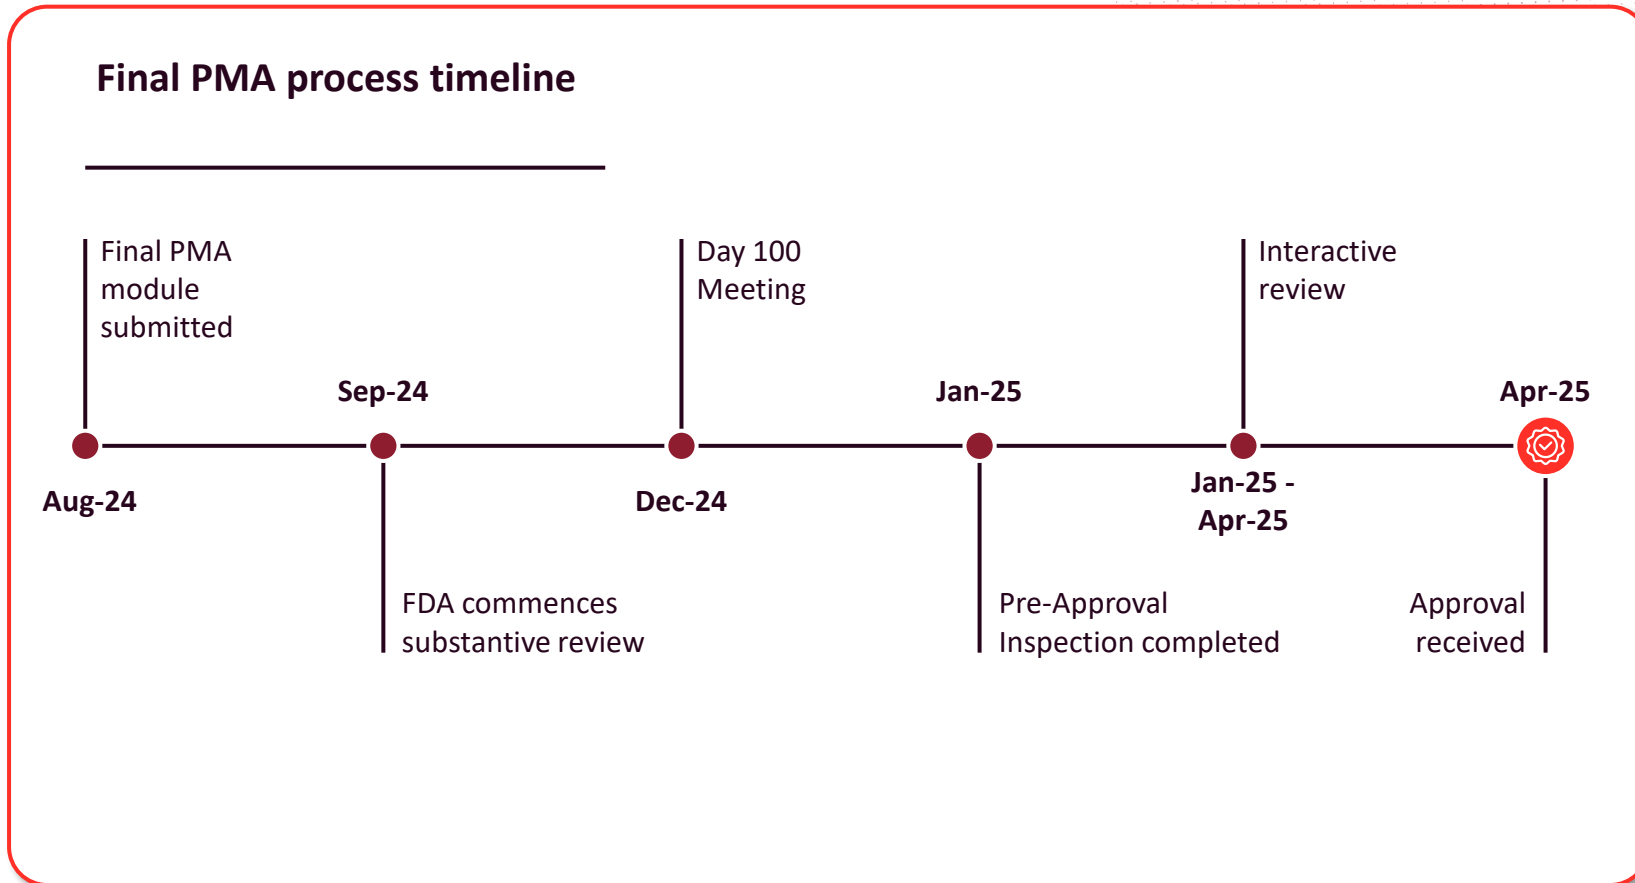 Final PMA process timeline
Final PMA
module
submitted
Aug-24
Sep-24
FDA commences
substantive review
Day 100
Meeting
Dec-24
Jan-25
Pre-Approval
Inspection completed
Interactive
review
Jan-25 -
Apr-25
Apr-25
Approval
received